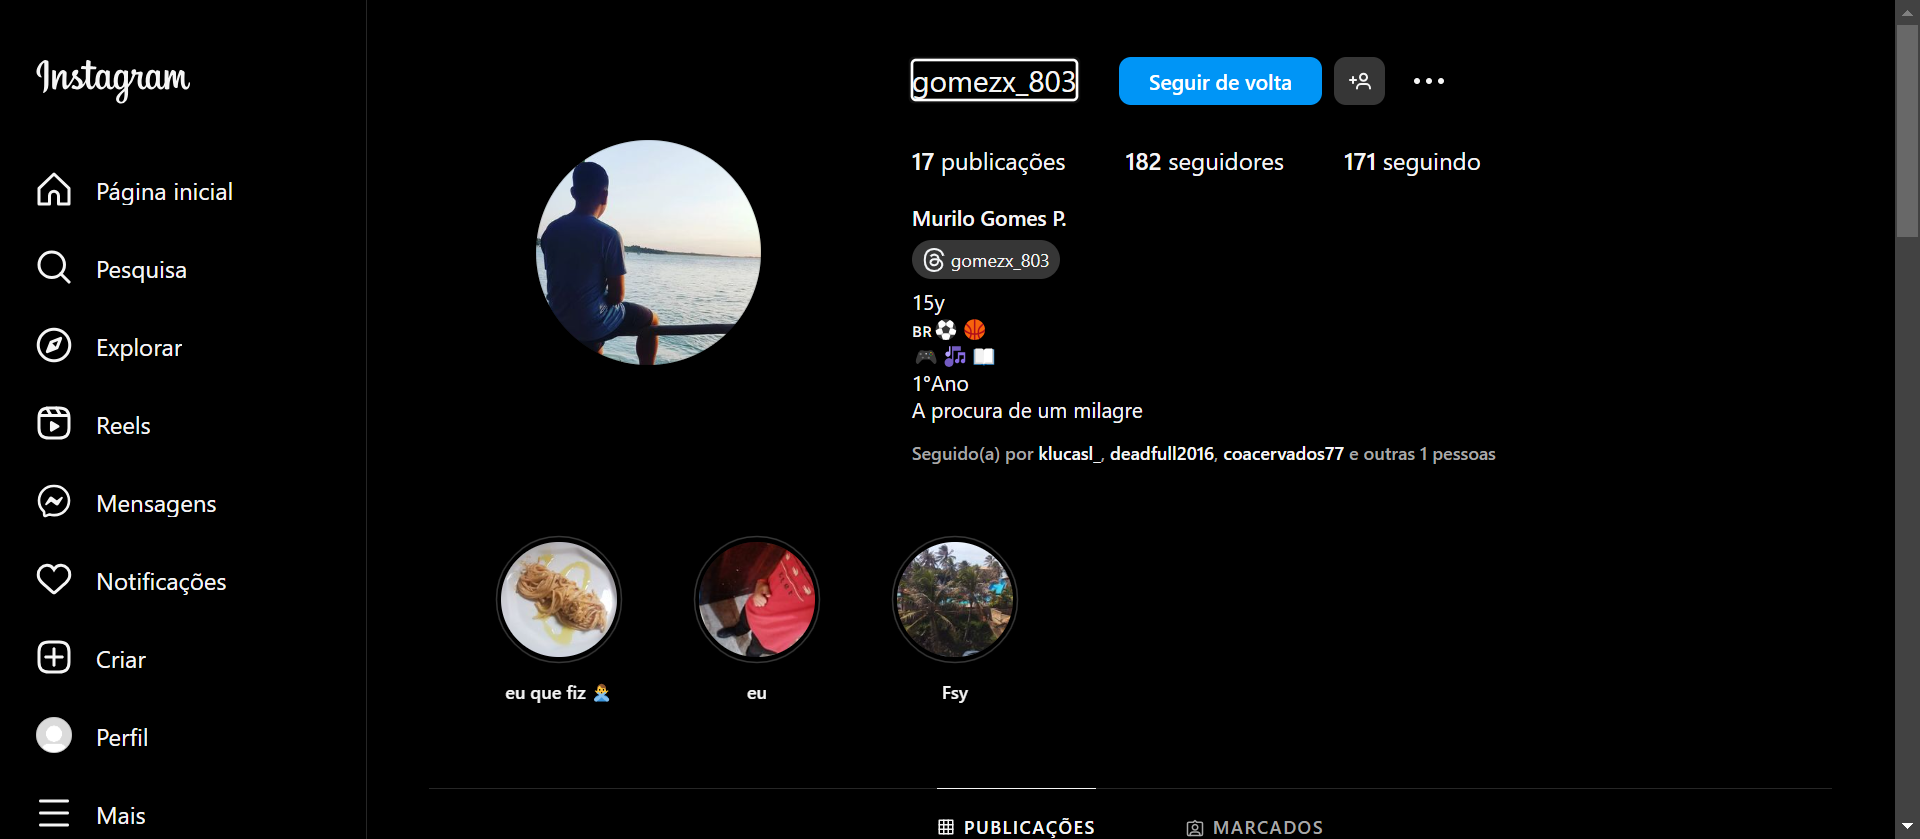 Instagram
Página inicial
Pesquisa
Explorar
Reels
Mensagens
Notificações
Criar
Perfil
Mais
gomezx_803
Seguir de volta
17 publicações 182 seguidores 171 seguindo
Murilo Gomes P.
gomezx_803
15y
🇧🇷⚽ 🏀
🎮 🎶 📖
1°Ano
A procura de um milagre
Seguido(a) por klucasl_, deadfull2016, coacervados77 e outras 1 pessoas
eu que fiz 🙎‍♂️
eu
Fsy
PUBLICAÇÕES
MARCADOS